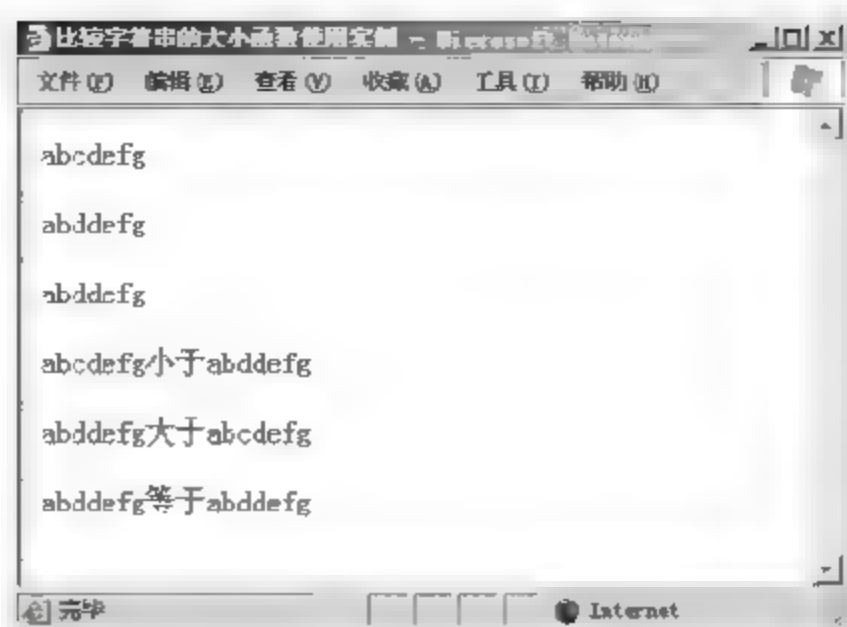 比较字符串的大小函数使用实例 - Microsoft
文件(F) 编辑(E) 查看(V) 收藏(A) 工具(T) 帮助(H)
abcdefg
abddefg
abddefg
abcdefg小于abddefg
abddefg大于abcdefg
abddefg等于abddefg
完毕 Internet